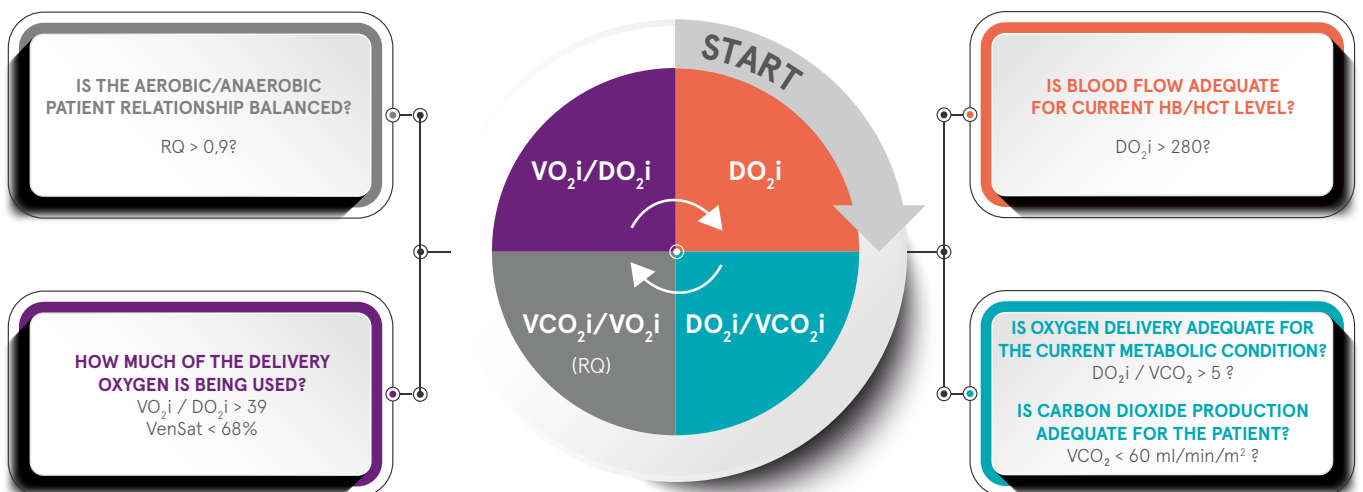 IS THE AEROBIC/ANAEROBIC
PATIENT RELATIONSHIP BALANCED?
RQ > 0,9?
HOW MUCH OF THE DELIVERY
OXYGEN IS BEING USED?
VO₂i / DO₂i > 39
VenSat < 68%
START
VO₂i/DO₂i
DO₂i
VCO₂i/VO₂i
(RQ)
DO₂i/VCO₂i
IS BLOOD FLOW ADEQUATE
FOR CURRENT HB/HCT LEVEL?
DO₂i > 280?
IS OXYGEN DELIVERY ADEQUATE FOR
THE CURRENT METABOLIC CONDITION?
DO₂i / VCO₂ > 5 ?
IS CARBON DIOXIDE PRODUCTION
ADEQUATE FOR THE PATIENT?
VCO₂ < 60 ml/min/m² ?